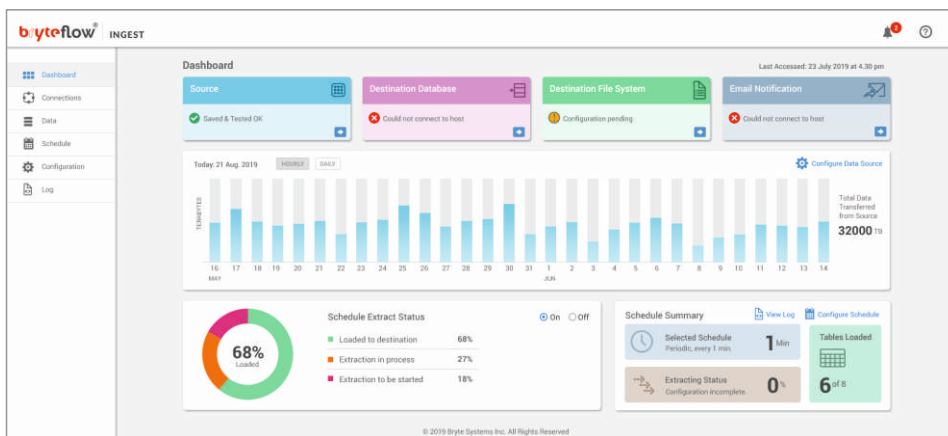 bryteflow® INGEST
2
?
Dashboard
Connections
Data
Schedule
Configuration
Log
Dashboard
Last Accessed: 23 July 2019 at 4.30 pm
Source
Saved & Tested OK
Destination Database
Could not connect to host
Destination File System
Configuration pending
Email Notification
Could not connect to host
Today: 21 Aug. 2019 HOURLY DAILY
Configure Data Source
TERABYTES
16 17 18 19 20 21 22 23 24 25 26 27 28 29 30 31 1 2 3 4 5 6 7 8 9 10 11 12 13 14
MAY JUN
Total Data
Transferred
from Source
32000 TB
68%
Loaded
Schedule Extract Status
On Off
Loaded to destination 68%
Extraction in process 27%
Extraction to be started 18%
Schedule Summary
View Log
Configure Schedule
Selected Schedule
Periodic, every 1 min.
1 Min
Extracting Status
Configuration incomplete.
0 %
Tables Loaded
6 of 8
© 2019 Bryte Systems Inc. All Rights Reserved